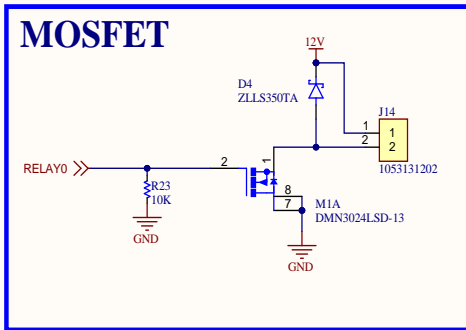 MOSFET
12V
D4
ZLLS350TA
J14
1
1
2
2
RELAY0
2
1
R23
10K
8
7
M1A
DMN3024LSD-13
GND
GND